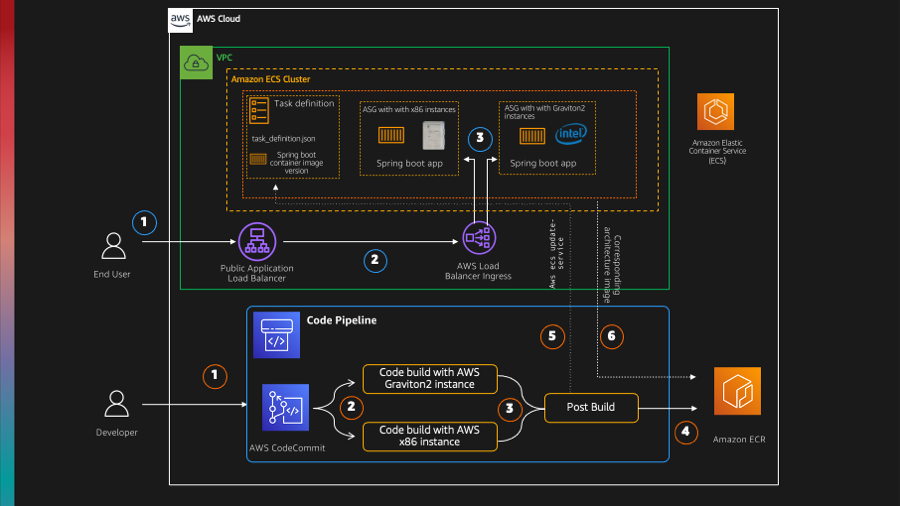 aws
AWS Cloud
VPC
Amazon ECS Cluster
Task definition
task_definition.json
Spring boot
container image
version
ASG with with x86 instances
Spring boot app
3
ASG with with Graviton2
instances
intel
Spring boot app
Amazon Elastic
Container Service
(ECS)
1
End User
Public Application
Load Balancer
2
AWS Load
Balancer Ingress
Aws ecs update-
service
Corresponding
architecture image
Code Pipeline
5
6
1
Developer
AWS CodeCommit
2
Code build with AWS
Graviton2 instance
Code build with AWS
x86 instance
3
Post Build
4
Amazon ECR